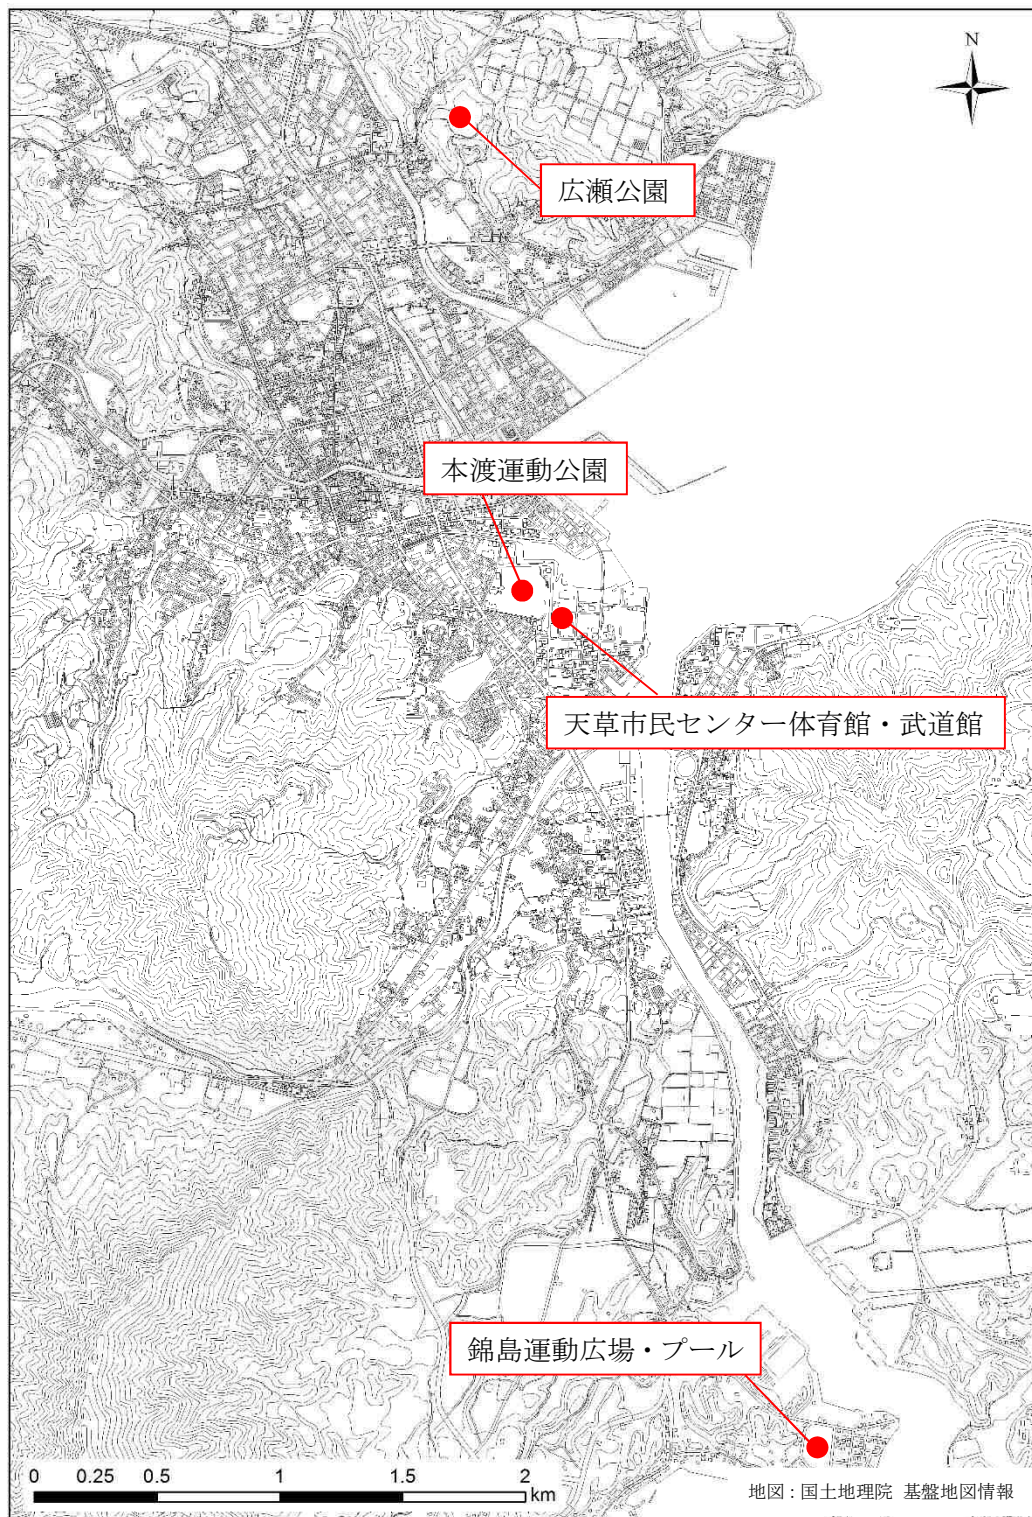 N
広瀬公園
本渡運動公園
天草市民センター体育館・武道館
錦島運動広場・プール
0 0.25 0.5 1 1.5 2
km
地図：国土地理院 基盤地図情報